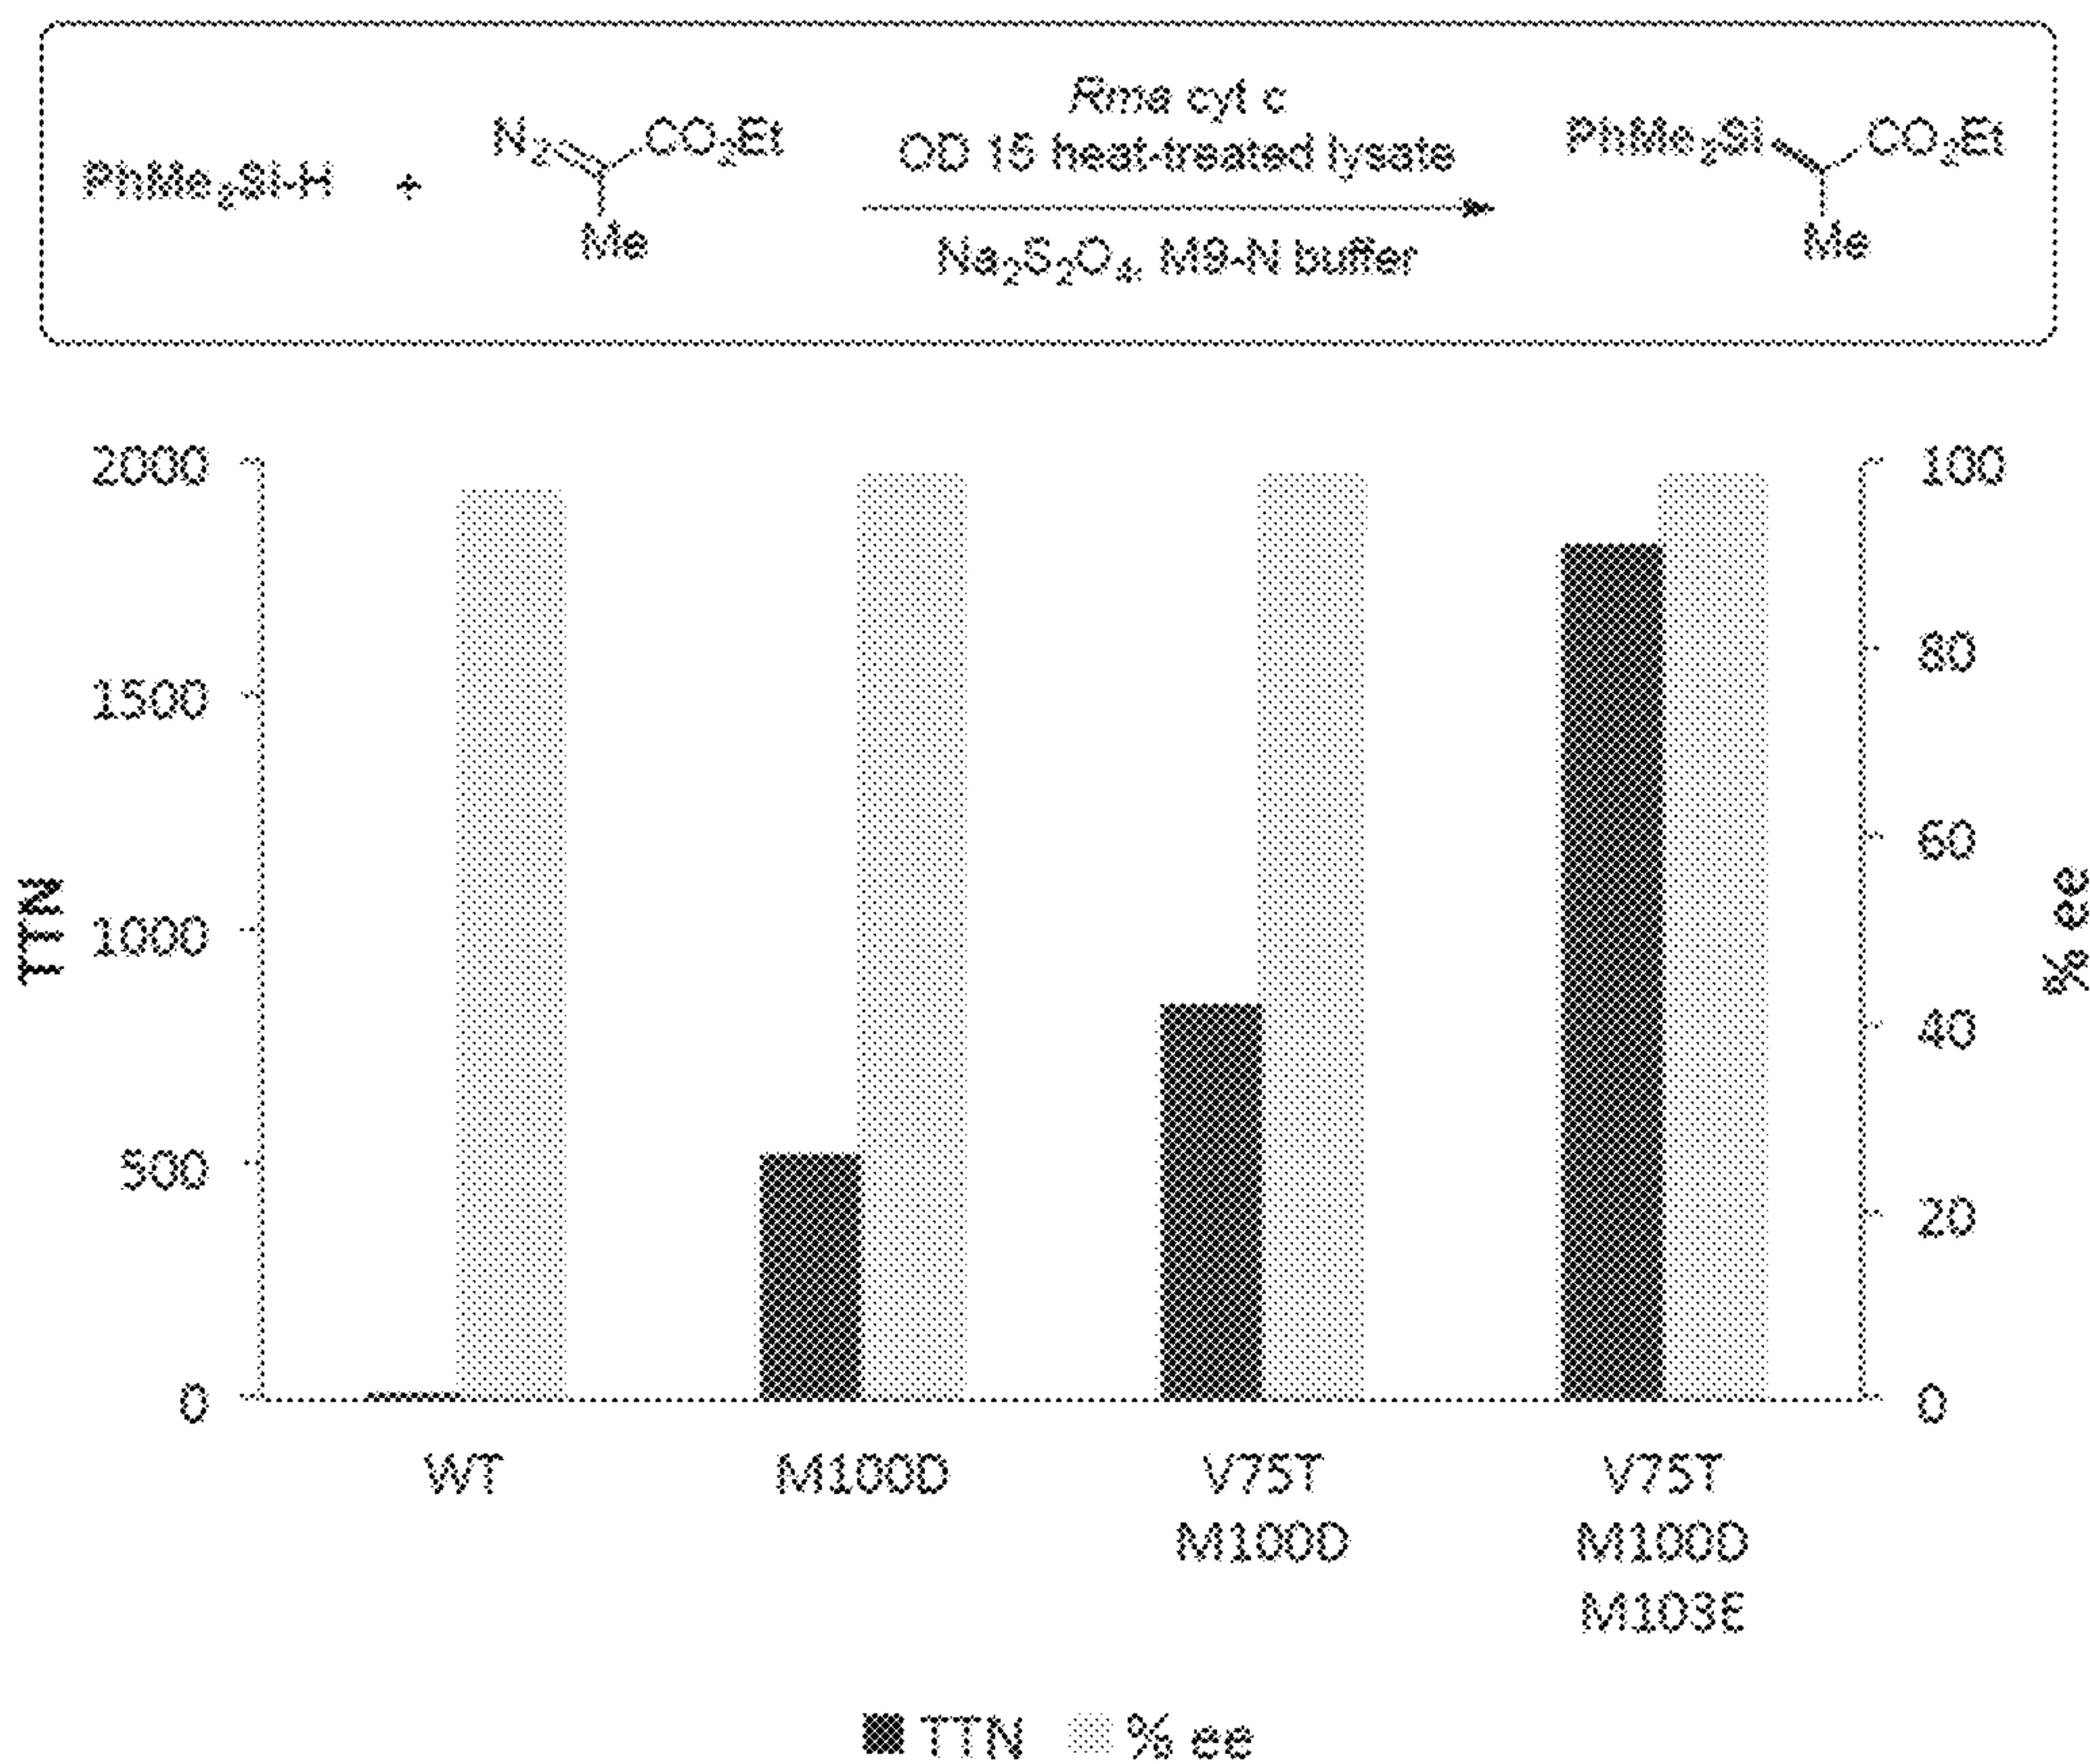 Rma cyt c
PhMe2Si-H + N2 CO2Et Me
OD 15 heat-treated lysate
Na2S2O4, M9-N buffer
PhMe2Si CO2Et
Me
2000
1500
1000
500
0
TTN
100
80
60
40
20
0
% ee
WT
M100D
V75T
M100D
V75T
M100D
M103E
TTN
% ee